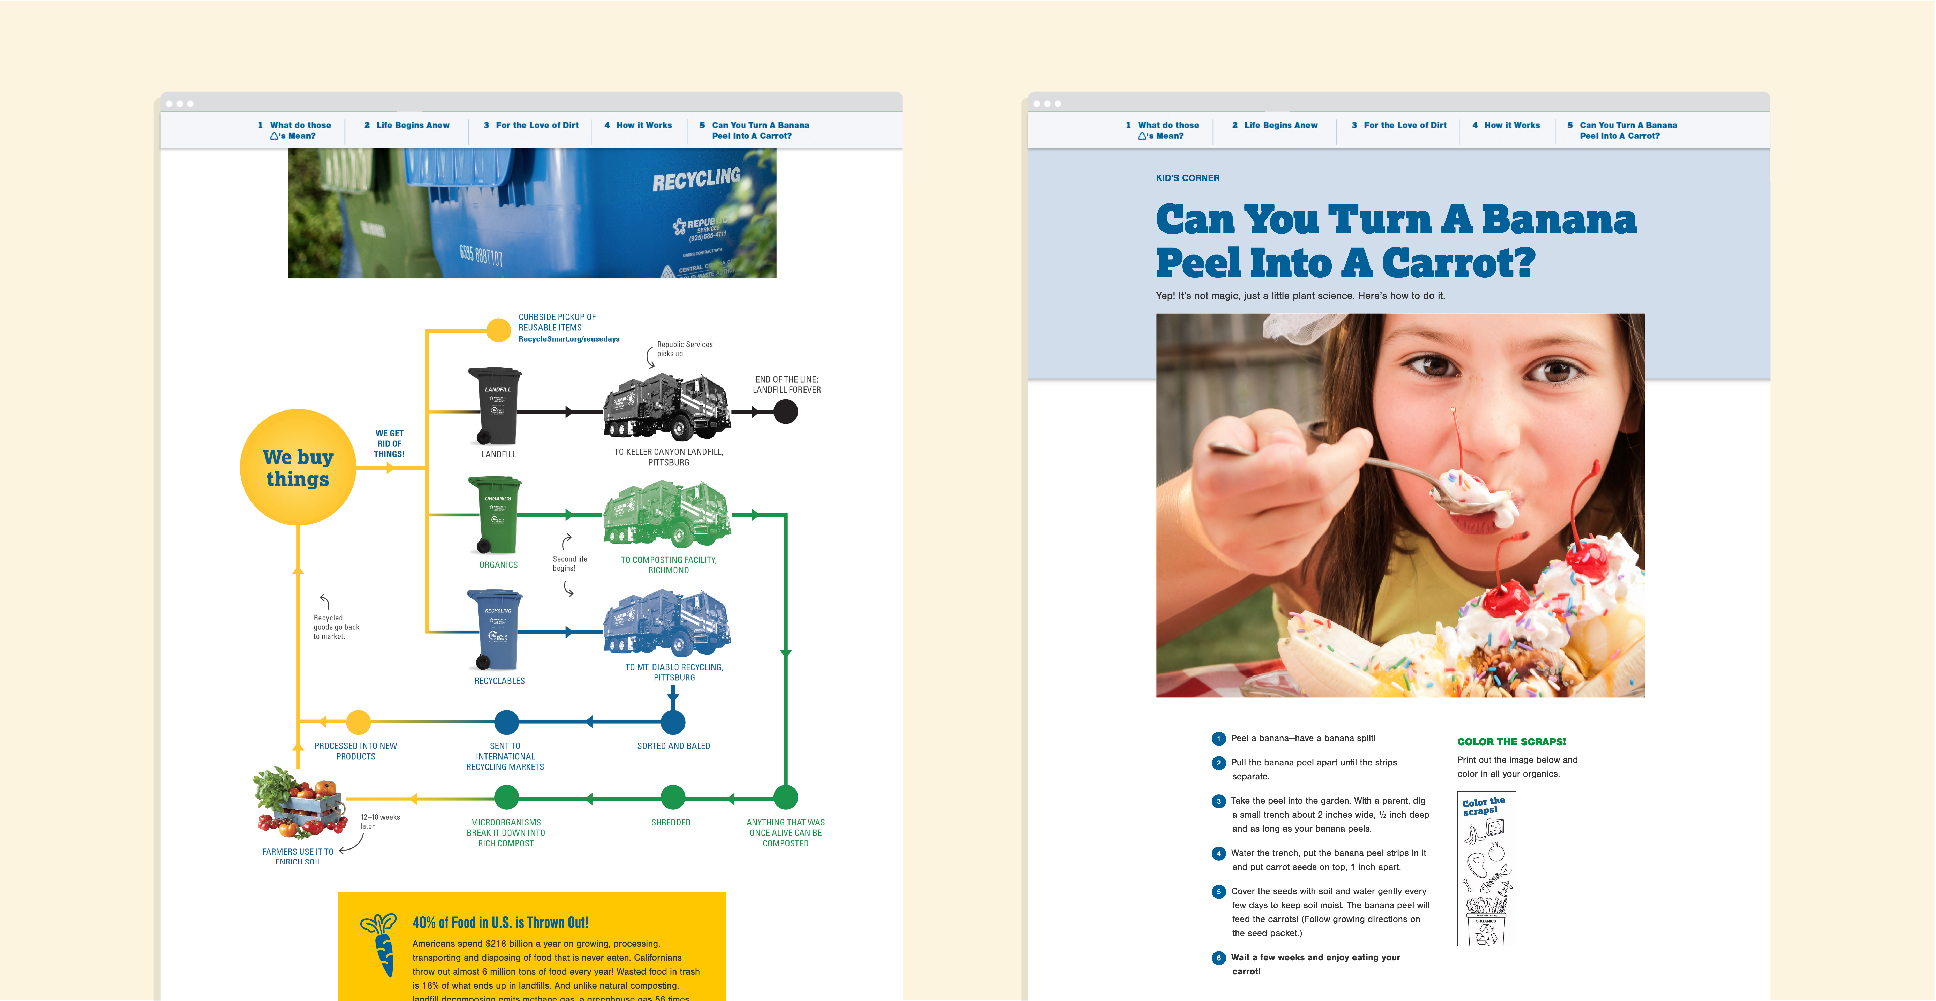 1 What do those
△'s Mean?
2 Life Begins Anew
3 For the Love of Dirt
4 How it Works
5 Can You Turn A Banana
Peel Into A Carrot?
RECYCLING
REPUBLIC
SERVICES
6395 8887107
CURBSIDE PICKUP OF
REUSABLE ITEMS
RecycleSmart.org/reusedays
Republic Services
picks up
END OF THE LINE:
LANDFILL FOREVER
LANDFILL
WE GET
RID OF
THINGS!
We buy
things
LANDFILL
TO KELLER CANYON LANDFILL,
PITTSBURG
ORGANICS
Second life
begins!
ORGANICS
TO COMPOSTING FACILITY,
RICHMOND
RECYCLING
Recycled
goods go back
to market.
RECYCLABLES
TO MT. DIABLO RECYCLING,
PITTSBURG
PROCESSED INTO NEW
PRODUCTS
SENT TO
INTERNATIONAL
RECYCLING MARKETS
SORTED AND BALED
12–18 weeks
later
FARMERS USE IT TO
ENRICH SOIL
MICROORGANISMS
BREAK IT DOWN INTO
RICH COMPOST
SHREDDED
ANYTHING THAT WAS
ONCE ALIVE CAN BE
COMPOSTED
40% of Food in U.S. is Thrown Out!
Americans spend $218 billion a year on growing, processing,
transporting and disposing of food that is never eaten. Californians
throw out almost 6 million tons of food every year! Wasted food in trash
is 18% of what ends up in landfills. And unlike natural composting,
landfill decomposing emits methane gas, a greenhouse gas 56 times
1 What do those
△'s Mean?
2 Life Begins Anew
3 For the Love of Dirt
4 How it Works
5 Can You Turn A Banana
Peel Into A Carrot?
KID'S CORNER
Can You Turn A Banana
Peel Into A Carrot?
Yep! It's not magic, just a little plant science. Here's how to do it.
1 Peel a banana—have a banana split!
2 Pull the banana peel apart until the strips
separate.
3 Take the peel into the garden. With a parent, dig
a small trench about 2 inches wide, ½ inch deep
and as long as your banana peels.
4 Water the trench, put the banana peel strips in it
and put carrot seeds on top, 1 inch apart.
5 Cover the seeds with soil and water gently every
few days to keep soil moist. The banana peel will
feed the carrots! (Follow growing directions on
the seed packet.)
6 Wait a few weeks and enjoy eating your
carrot!
COLOR THE SCRAPS!
Print out the image below and
color in all your organics.
Color the
scraps!
ORGANICS